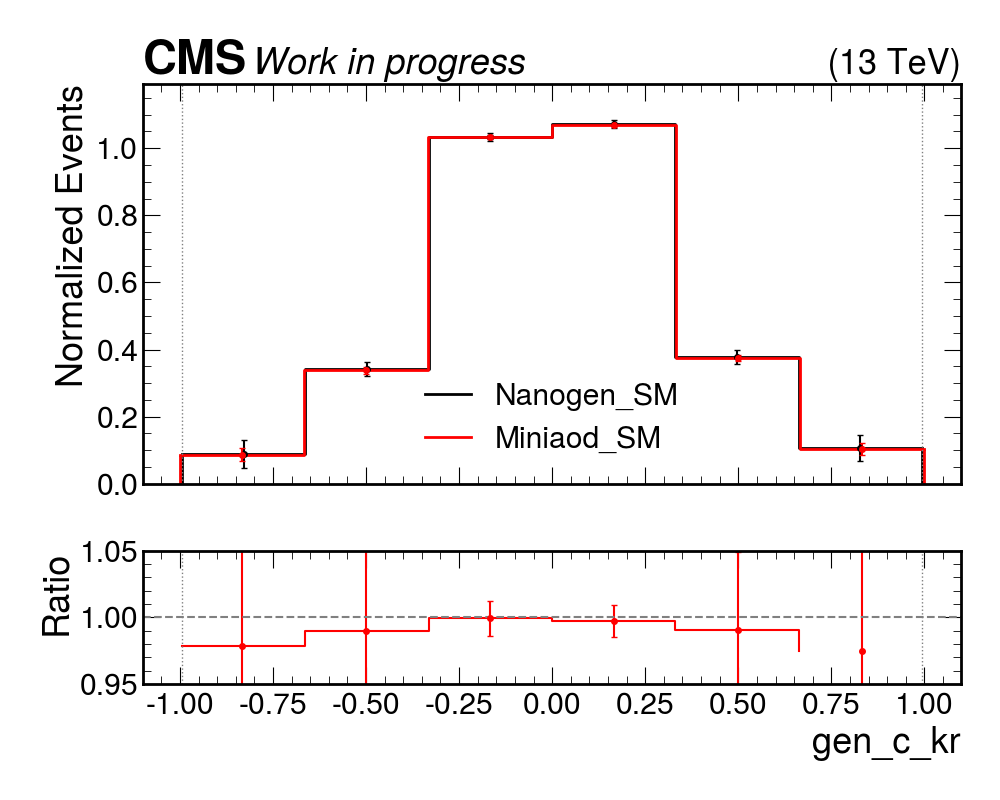 CMS Work in progress (13 TeV)
Normalized Events
1.0
0.8
0.6
0.4
0.2
0.0
Nanogen_SM
Miniaod_SM
Ratio
1.05
1.00
0.95
-1.00 -0.75 -0.50 -0.25 0.00 0.25 0.50 0.75 1.00
gen_c_kr